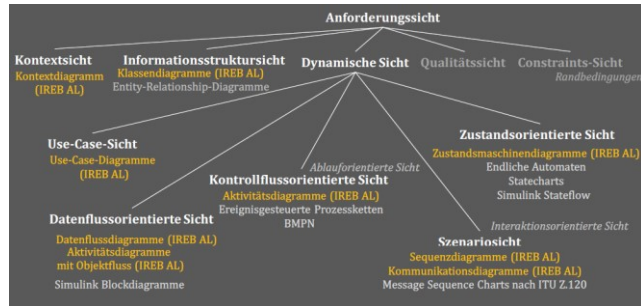 Anforderungssicht
Kontextsicht
Kontextdiagramm
(IREB AL)
Informationsstruktursicht
Klassendiagramme (IREB AL)
Entity-Relationship-Diagramme
Dynamische Sicht
Qualitätssicht
Constraints-Sicht
Randbedingungen
Use-Case-Sicht
Use-Case-Diagramme
(IREB AL)
Zustandsorientierte Sicht
Zustandsmaschinendiagramme (IREB AL)
Endliche Automaten
Statecharts
Simulink Stateflow
Ablauforientierte Sicht
Kontrollflussorientierte Sicht
Aktivitätsdiagramme (IREB AL)
Ereignisgesteuerte Prozessketten
BMPN
Datenflussorientierte Sicht
Datenflussdiagramme (IREB AL)
Aktivitätsdiagramme
mit Objektfluss (IREB AL)
Simulink Blockdiagramme
Interaktionsorientierte Sicht
Szenariosicht
Sequenzdiagramme (IREB AL)
Kommunikationsdiagramme (IREB AL)
Message Sequence Charts nach ITU Z.120